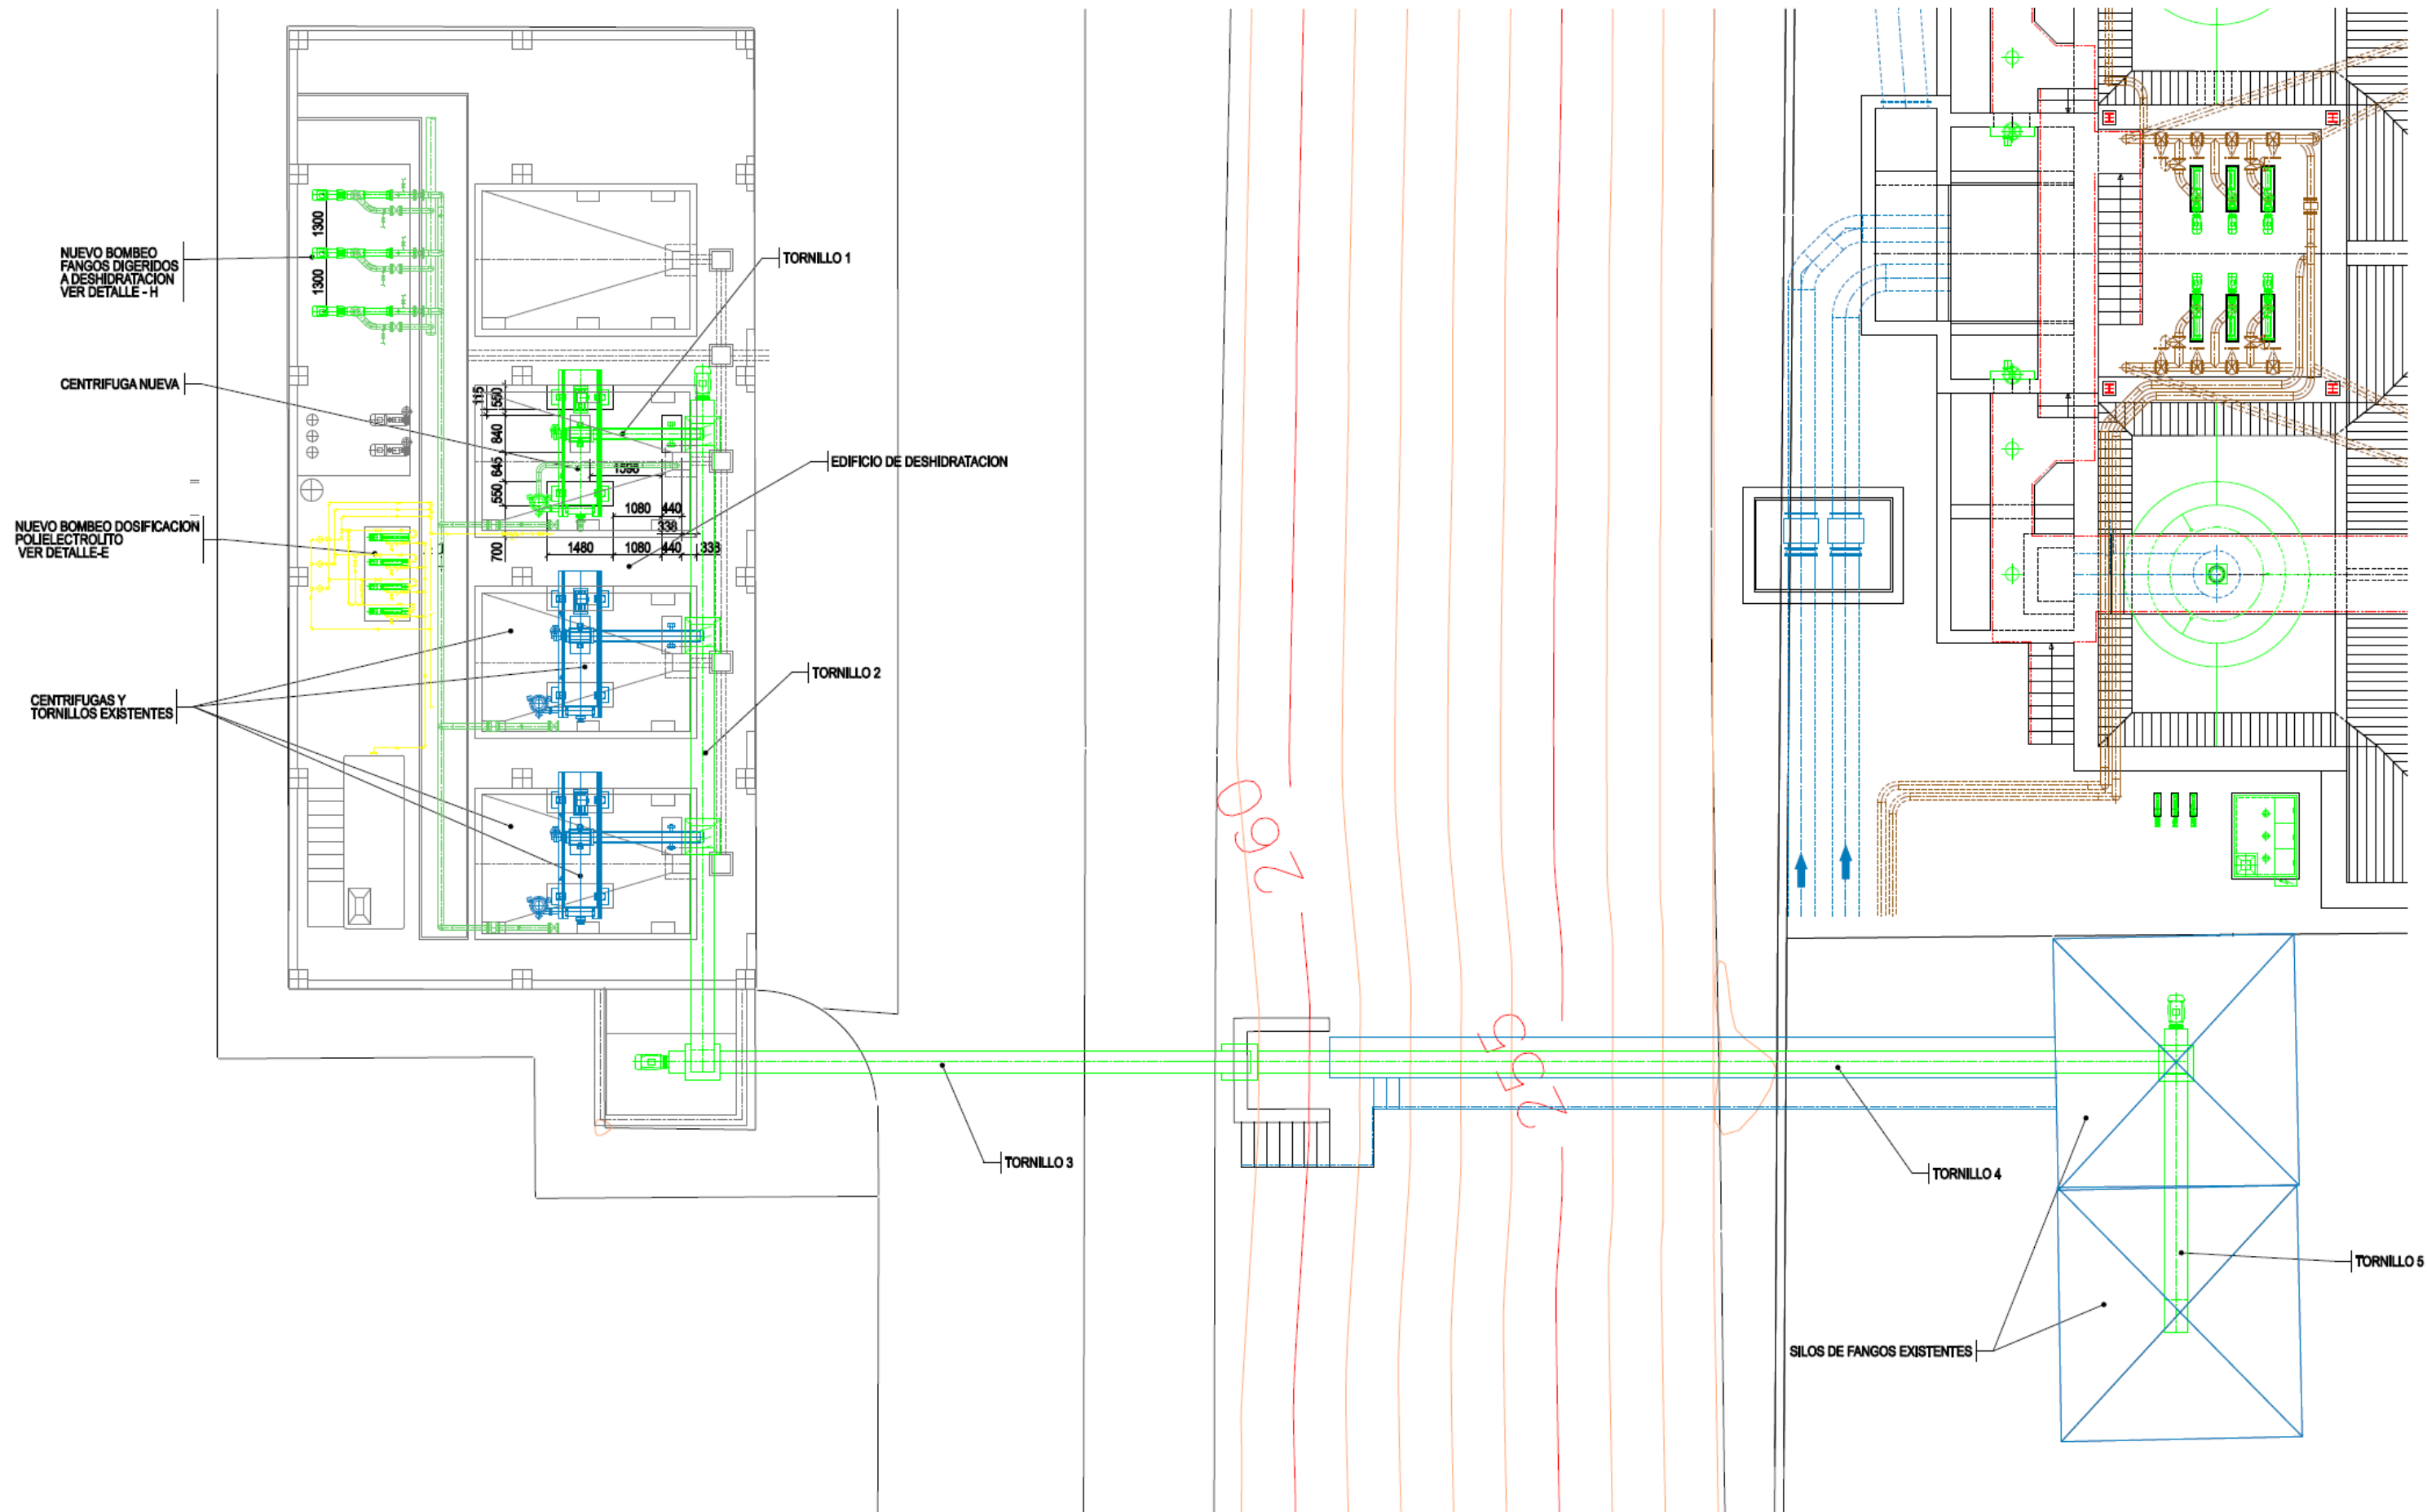 NUEVO BOMBEO
FANGOS DIGERIDOS
A DESHIDRATACION
VER DETALLE - H
1300
1300
TORNILLO 1
CENTRIFUGA NUEVA
115
550
840
645
550
700
1596
1080
440
338
1480
1080
440
338
EDIFICIO DE DESHIDRATACION
NUEVO BOMBEO DOSIFICACION
POLIELECTROLITO
VER DETALLE-E
TORNILLO 2
CENTRIFUGAS Y
TORNILLOS EXISTENTES
260
255
TORNILLO 3
TORNILLO 4
TORNILLO 5
SILOS DE FANGOS EXISTENTES